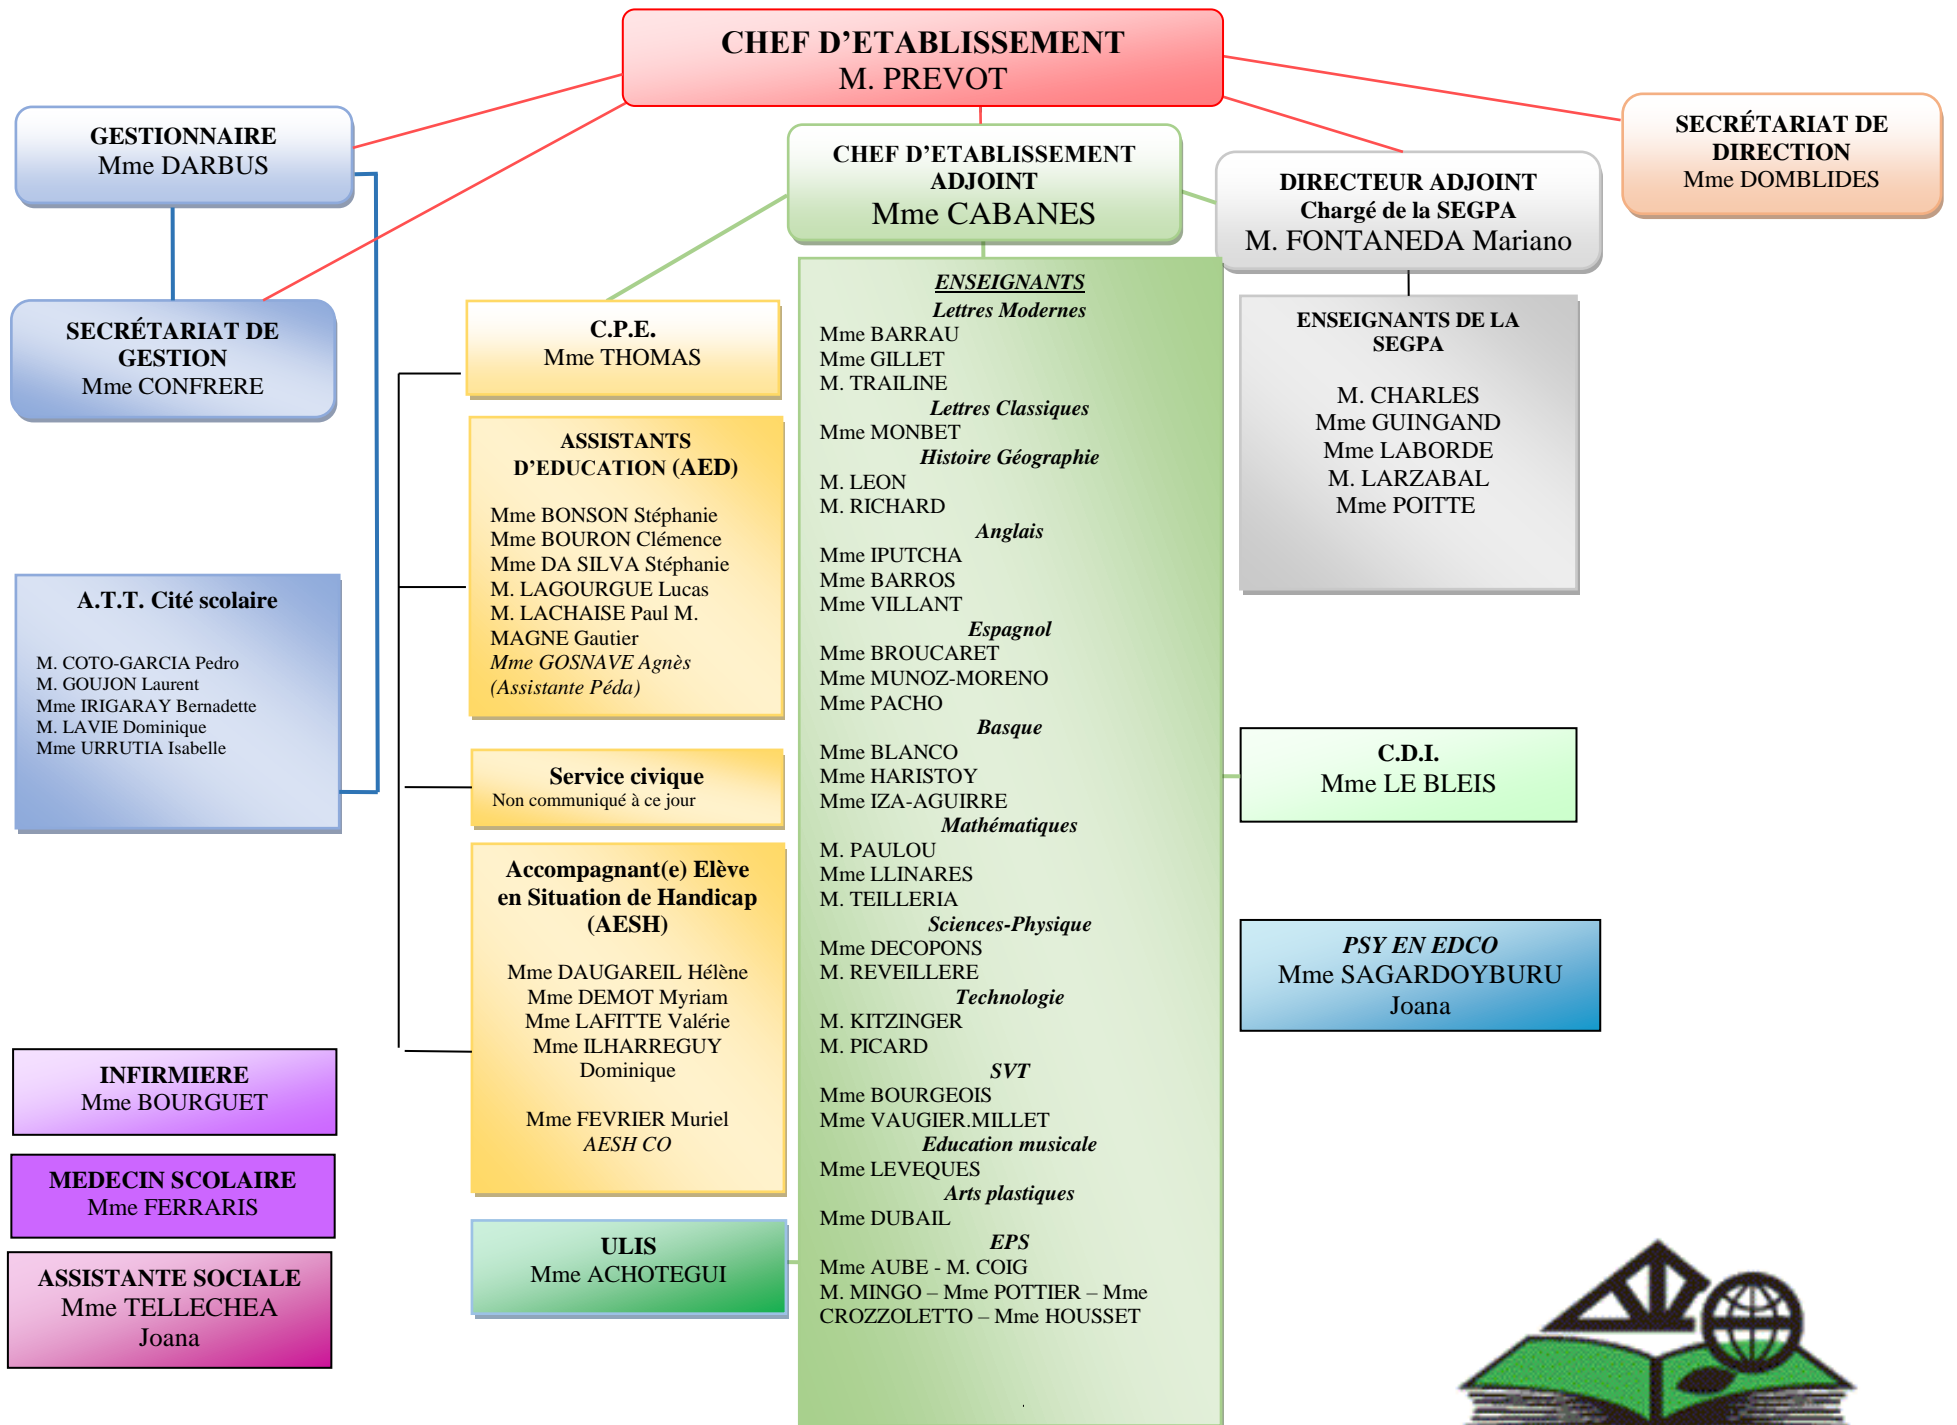 CHEF D’ETABLISSEMENT
M. PREVOT
GESTIONNAIRE
Mme DARBUS
CHEF D’ETABLISSEMENT
ADJOINT
Mme CABANES
DIRECTEUR ADJOINT
Chargé de la SEGPA
M. FONTANEDA Mariano
SECRÉTARIAT DE
DIRECTION
Mme DOMBLIDES
SECRÉTARIAT DE
GESTION
Mme CONFRERE
A.T.T. Cité scolaire
M. COTO-GARCIA Pedro
M. GOUJON Laurent
Mme IRIGARAY Bernadette
M. LAVIE Dominique
Mme URRUTIA Isabelle
INFIRMIERE
Mme BOURGUET
MEDECIN SCOLAIRE
Mme FERRARIS
ASSISTANTE SOCIALE
Mme TELLECHEA
Joana
C.P.E.
Mme THOMAS
ASSISTANTS
D’EDUCATION (AED)
Mme BONSON Stéphanie
Mme BOURON Clémence
Mme DA SILVA Stéphanie
M. LAGOURGUE Lucas
M. LACHAISE Paul M.
MAGNE Gautier
Mme GOSNAVE Agnès
(Assistante Péda)
Service civique
Non communiqué à ce jour
Accompagnant(e) Elève
en Situation de Handicap
(AESH)
Mme DAUGAREIL Hélène
Mme DEMOT Myriam
Mme LAFITTE Valérie
Mme ILHARREGUY
Dominique
Mme FEVRIER Muriel
AESH CO
ULIS
Mme ACHOTEGUI
ENSEIGNANTS
Lettres Modernes
Mme BARRAU
Mme GILLET
M. TRAILINE
Lettres Classiques
Mme MONBET
Histoire Géographie
M. LEON
M. RICHARD
Anglais
Mme IPUTCHA
Mme BARROS
Mme VILLANT
Espagnol
Mme BROUCARET
Mme MUNOZ-MORENO
Mme PACHO
Basque
Mme BLANCO
Mme HARISTOY
Mme IZA-AGUIRRE
Mathématiques
M. PAULOU
Mme LLINARES
M. TEILLERIA
Sciences-Physique
Mme DECOPONS
M. REVEILLERE
Technologie
M. KITZINGER
M. PICARD
SVT
Mme BOURGEOIS
Mme VAUGIER.MILLET
Education musicale
Mme LEVEQUES
Arts plastiques
Mme DUBAIL
EPS
Mme AUBE - M. COIG
M. MINGO – Mme POTTIER – Mme
CROZZOLETTO – Mme HOUSSET
.
ENSEIGNANTS DE LA
SEGPA
M. CHARLES
Mme GUINGAND
Mme LABORDE
M. LARZABAL
Mme POITTE
C.D.I.
Mme LE BLEIS
PSY EN EDCO
Mme SAGARDOYBURU
Joana